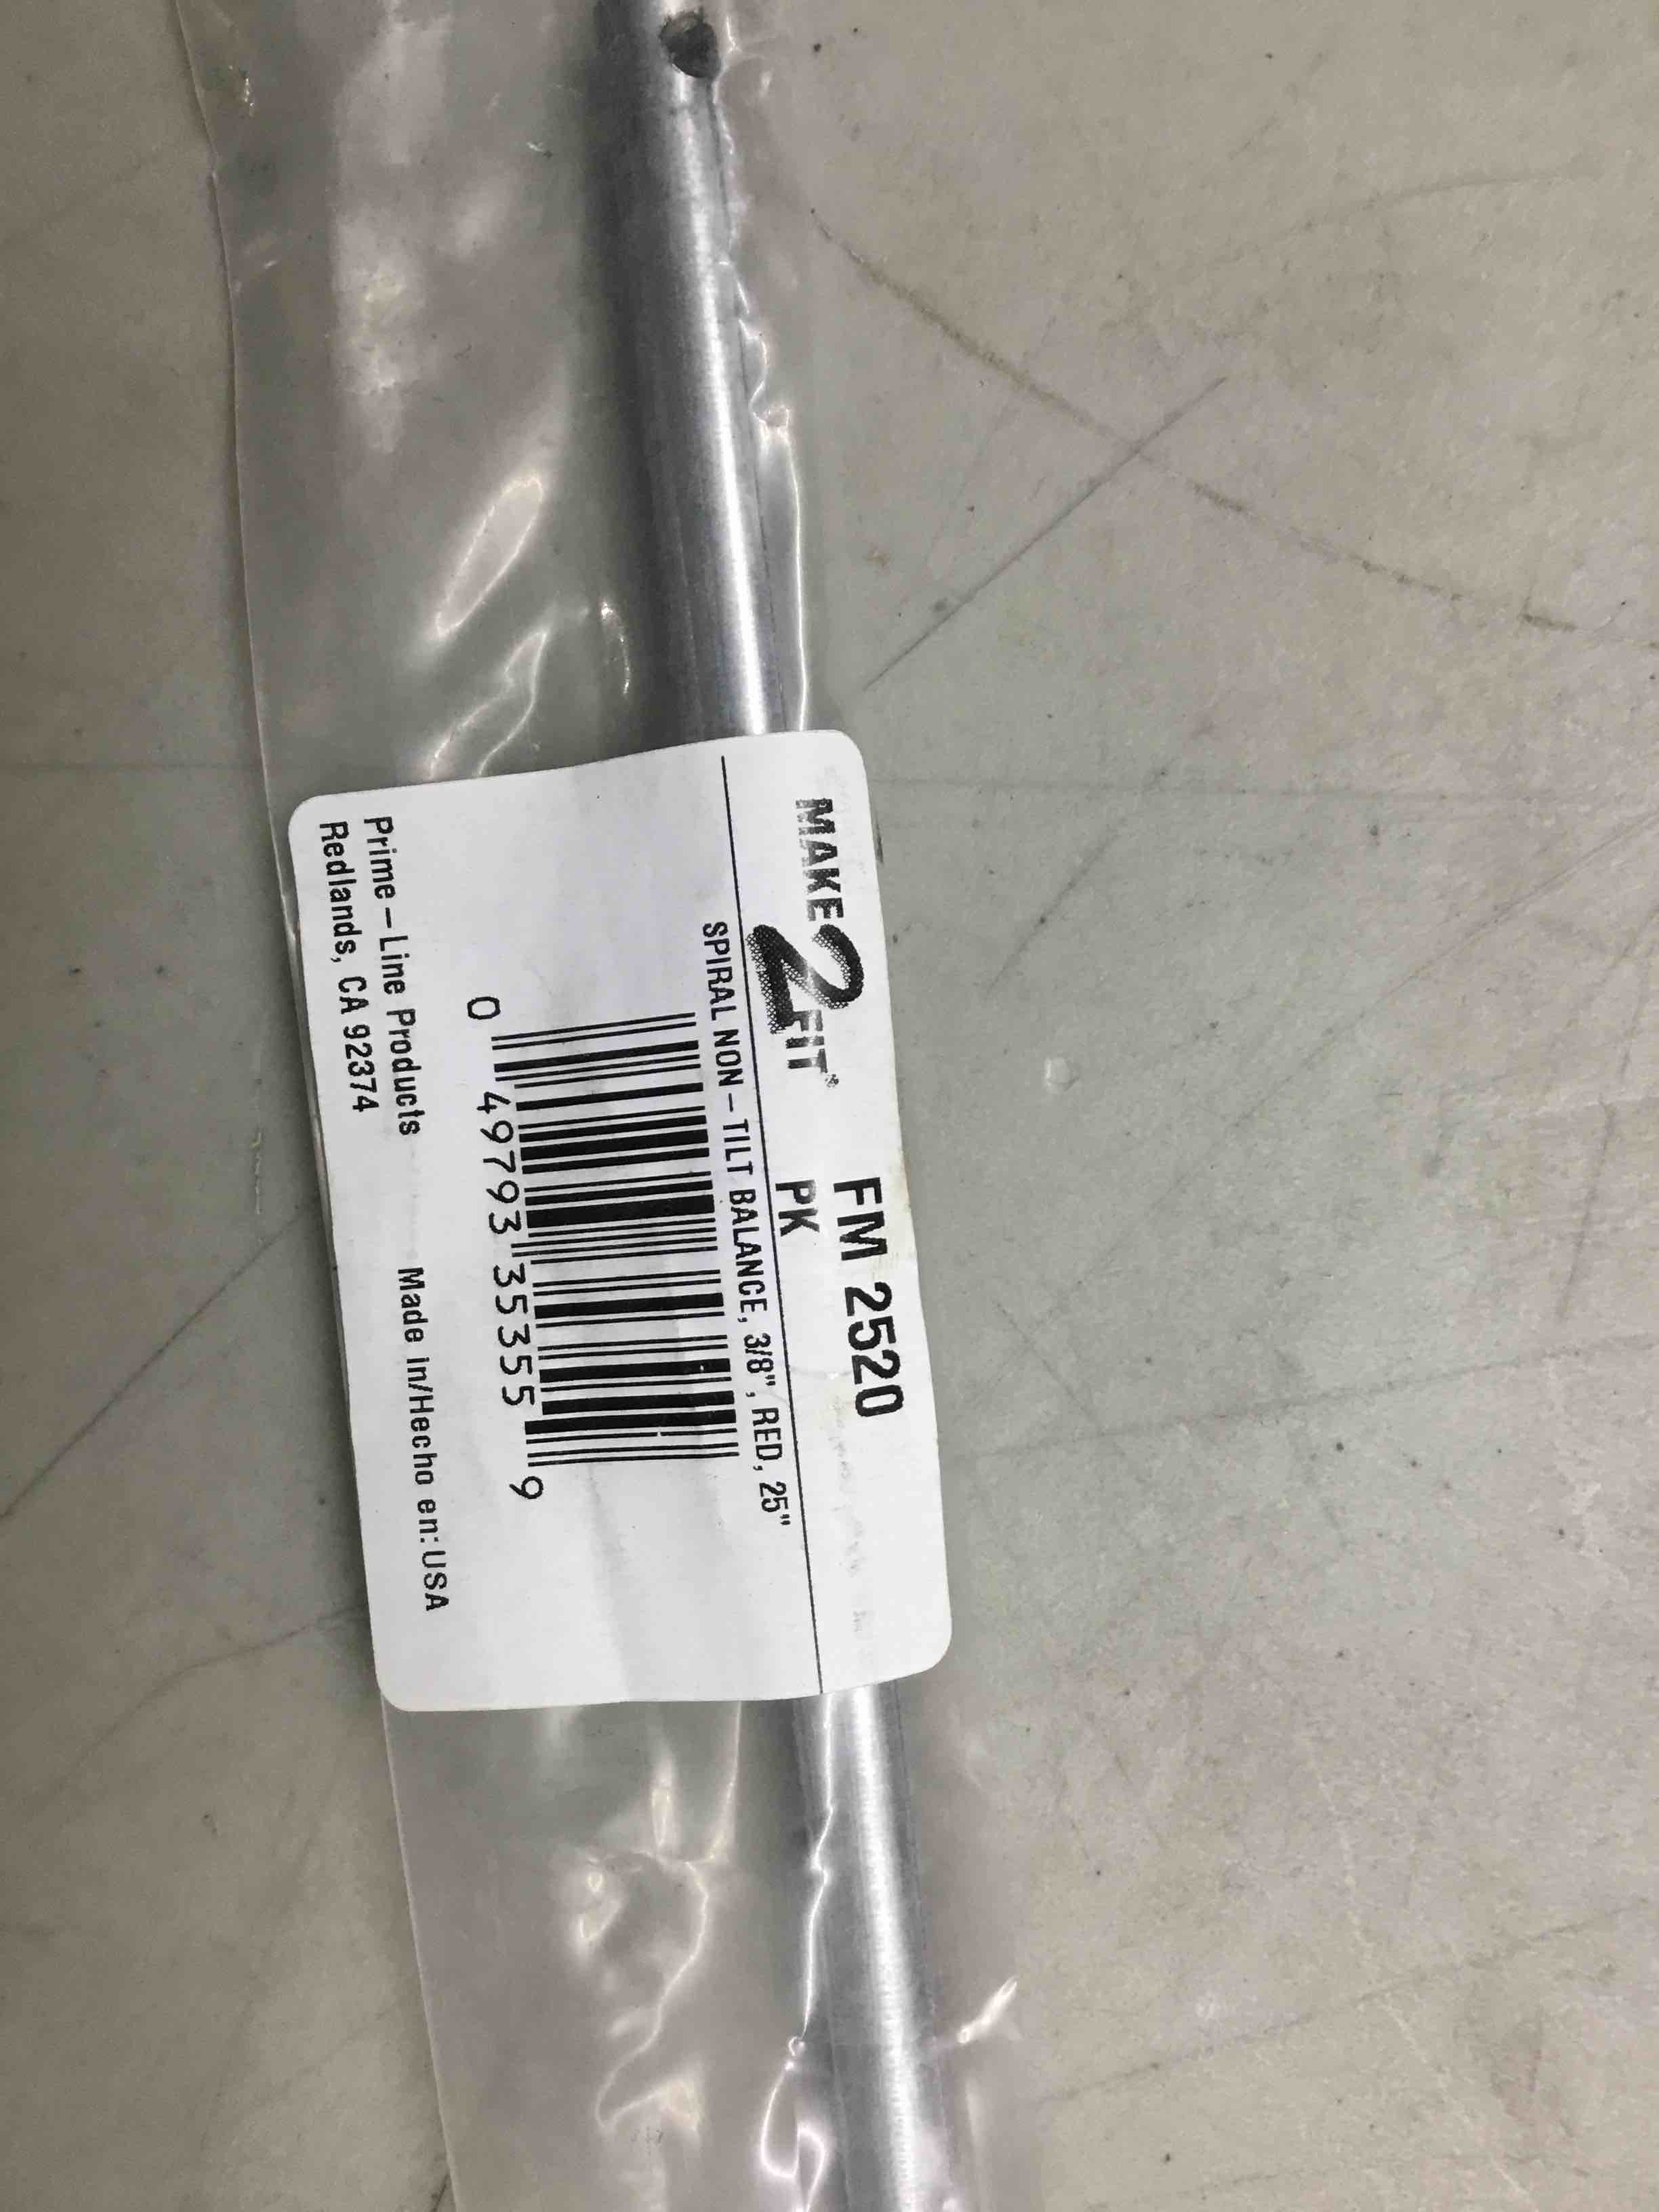 MAKE 2 FIT® FM 2520
PK
SPIRAL NON-TILT BALANCE, 3/8", RED, 25"
0 49793 35355 9
Prime-Line Products Made in/Hecho en: USA
Redlands, CA 92374